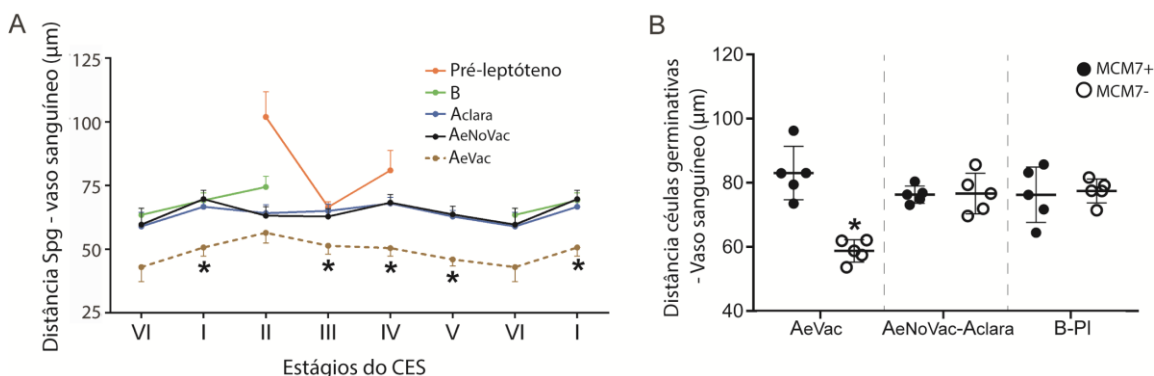 A
Distância Spg - vaso sanguíneo (µm)
125
100
75
50
25
Pré-leptóteno
B
Aclara
AeNoVac
AeVac
*
*
*
*
*
VI
I
II
III
IV
V
VI
I
Estágios do CES
B
Distância céulas germinativas
- Vaso sanguíneo (µm)
120
100
80
60
40
MCM7+
MCM7-
*
AeVac
AeNoVac-Aclara
B-Pl